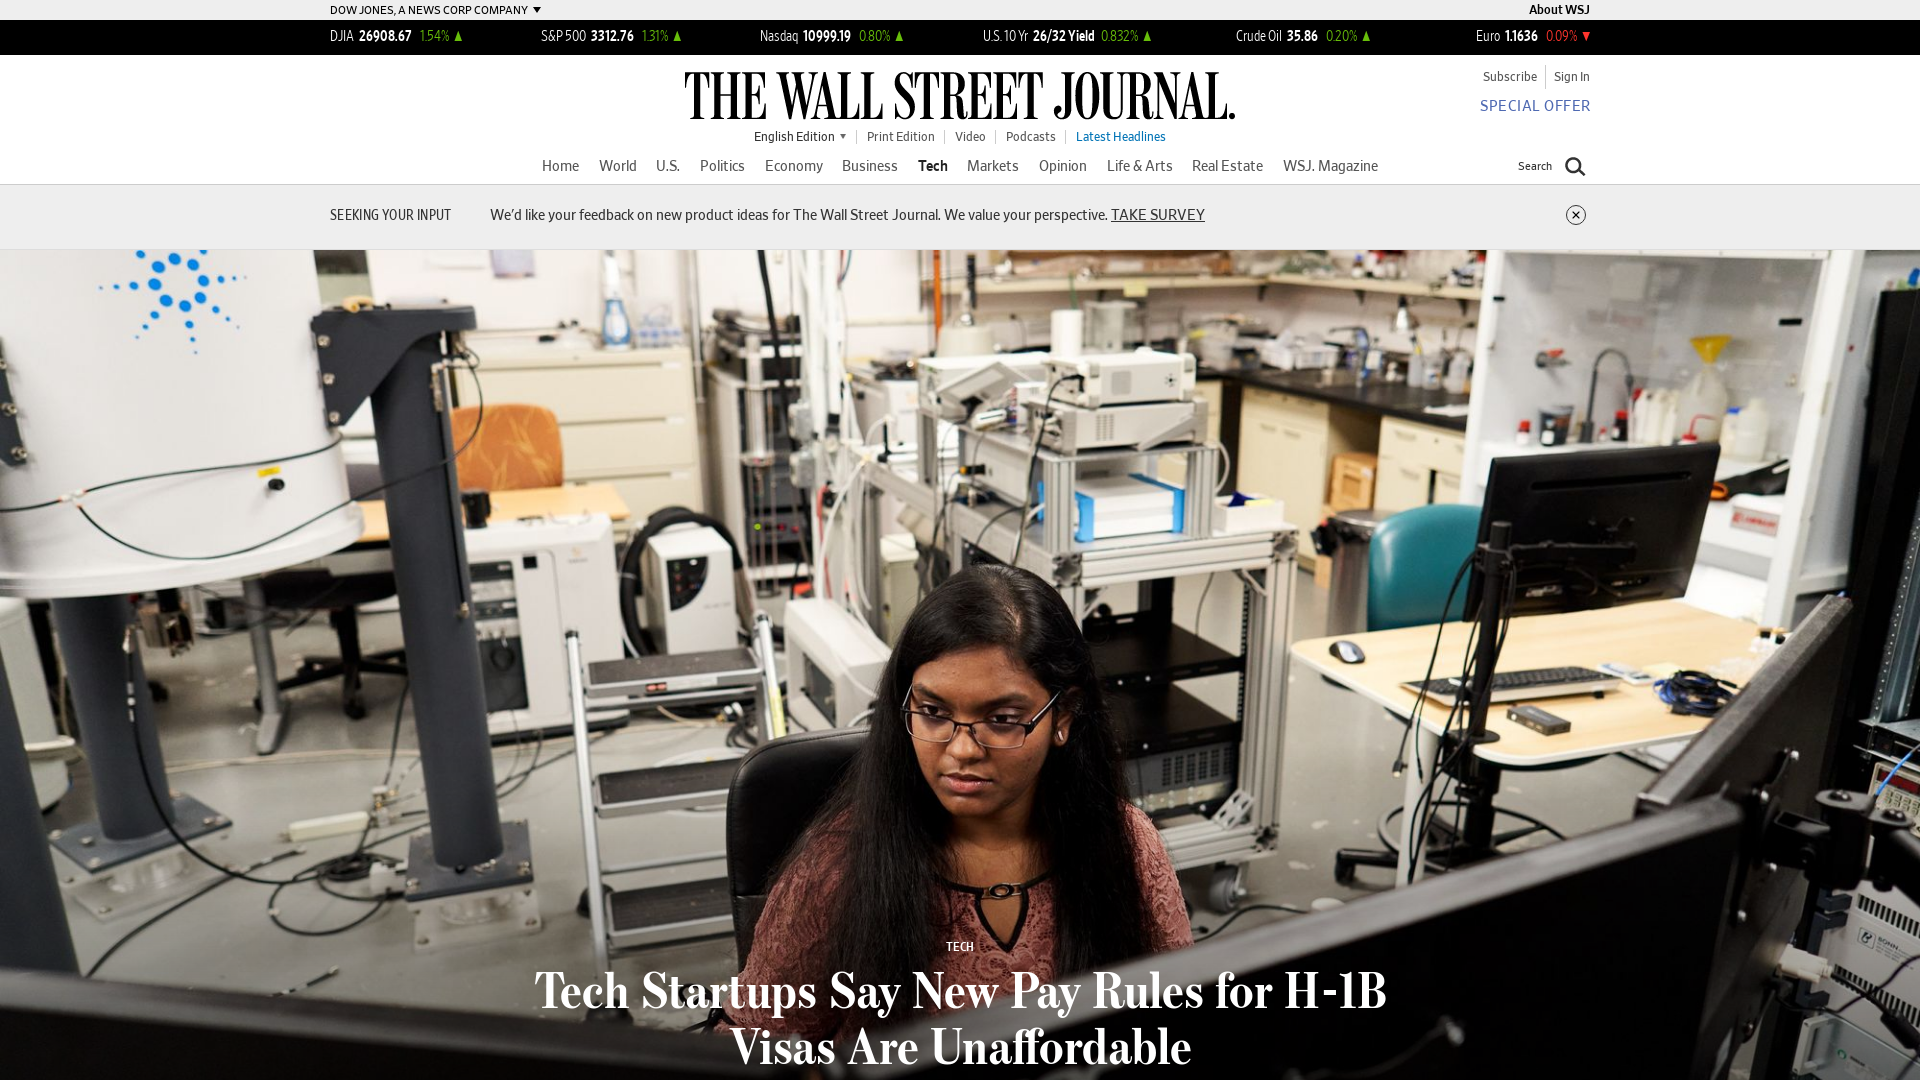 DOW JONES, A NEWS CORP COMPANY
About WSJ
DJIA 26908.67 1.54%
S&P 500 3312.76 1.31%
Nasdaq 10999.19 0.80%
U.S. 10 Yr 26/32 Yield 0.832%
Crude Oil 35.86 0.20%
Euro 1.1636 0.09%
Subscribe
Sign In
THE WALL STREET JOURNAL.
SPECIAL OFFER
English Edition
Print Edition
Video
Podcasts
Latest Headlines
Home
World
U.S.
Politics
Economy
Business
Tech
Markets
Opinion
Life & Arts
Real Estate
WSJ. Magazine
Search
SEEKING YOUR INPUT
We’d like your feedback on new product ideas for The Wall Street Journal. We value your perspective. TAKE SURVEY
TECH
Tech Startups Say New Pay Rules for H-1B
Visas Are Unaffordable